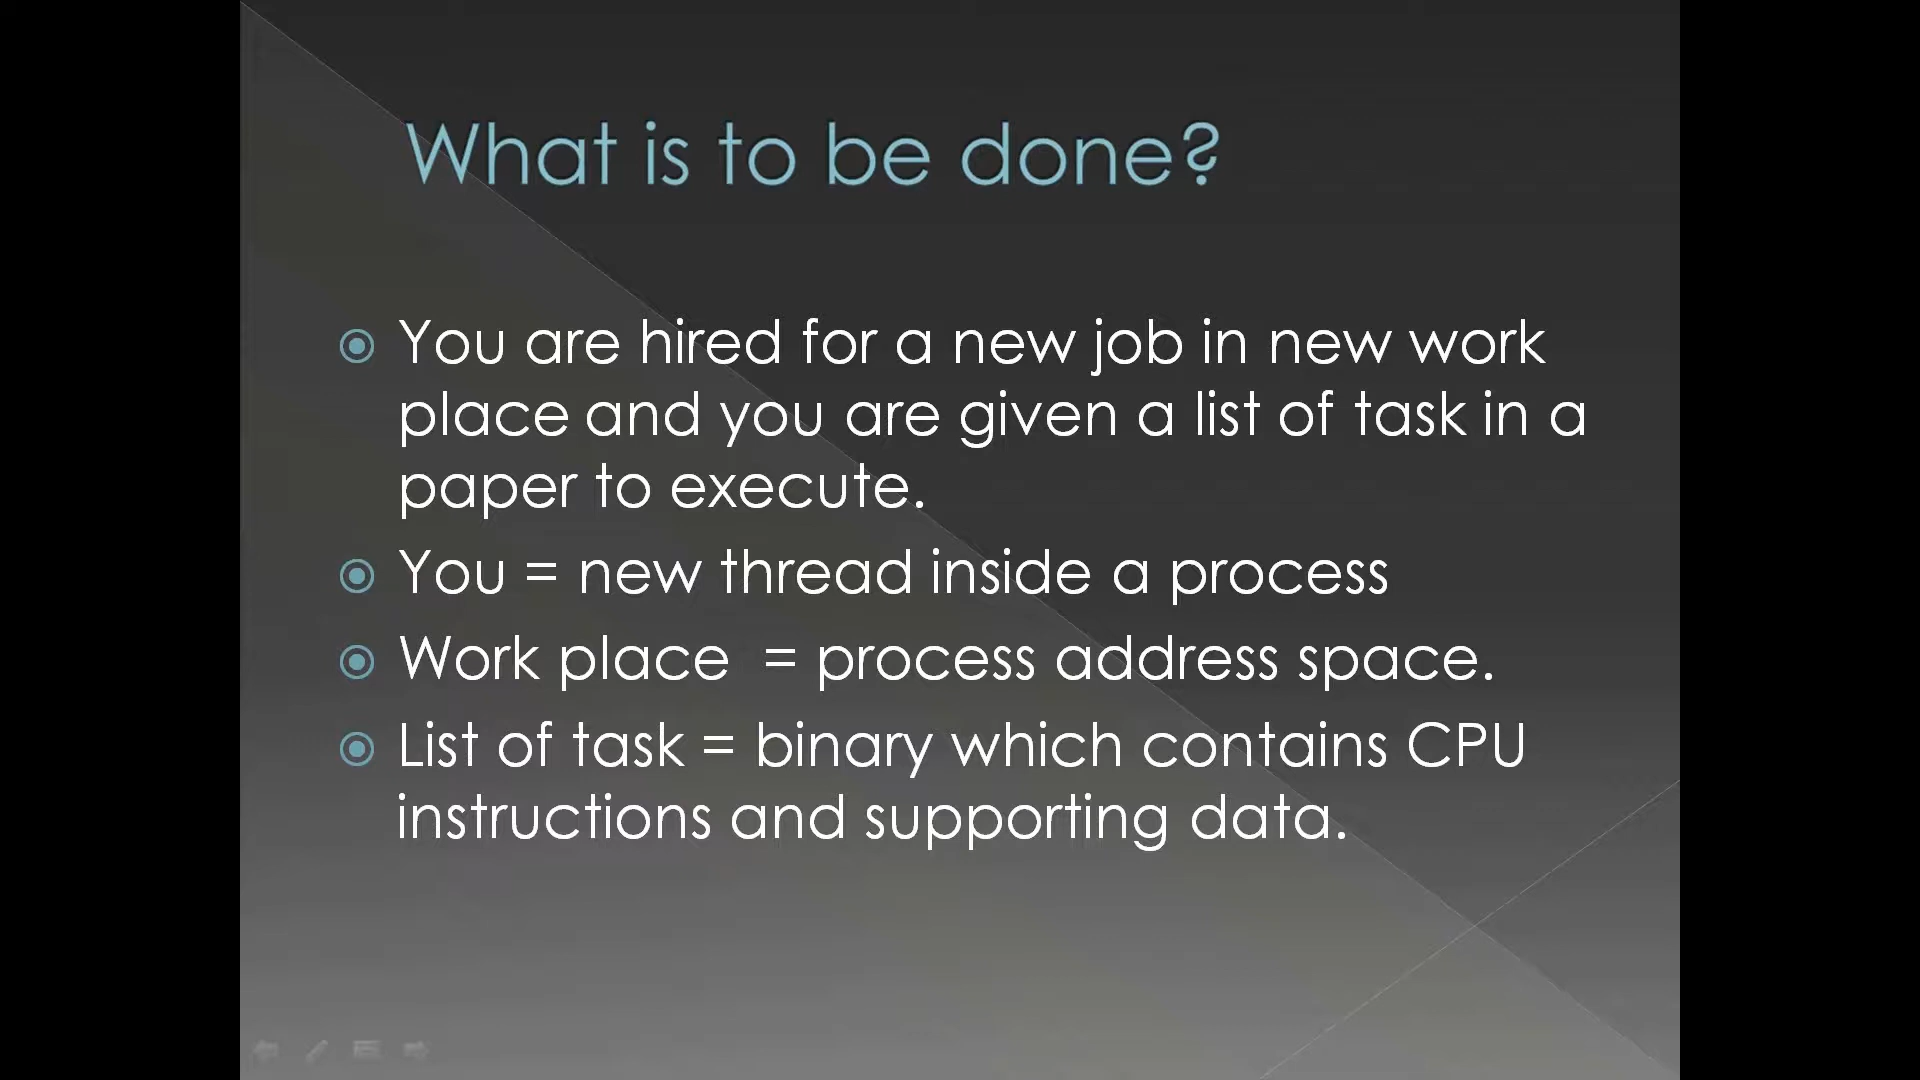 What is to be done?
You are hired for a new job in new work
place and you are given a list of task in a
paper to execute.
You = new thread inside a process
Work place  = process address space.
List of task = binary which contains CPU
instructions and supporting data.